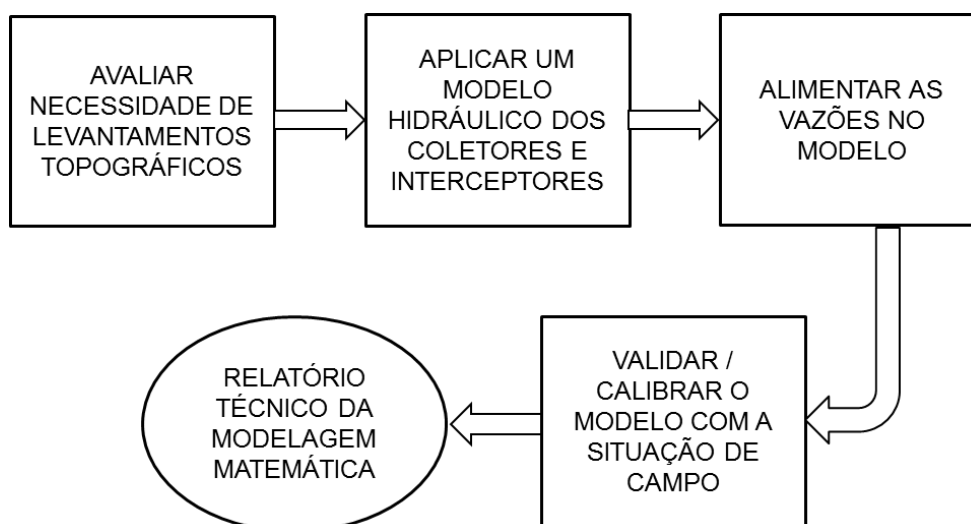 AVALIAR
NECESSIDADE DE
LEVANTAMENTOS
TOPOGRÁFICOS
APLICAR UM
MODELO
HIDRÁULICO DOS
COLETORES E
INTERCEPTORES
ALIMENTAR AS
VAZÕES NO
MODELO
VALIDAR /
CALIBRAR O
MODELO COM A
SITUAÇÃO DE
CAMPO
RELATÓRIO
TÉCNICO DA
MODELAGEM
MATEMÁTICA